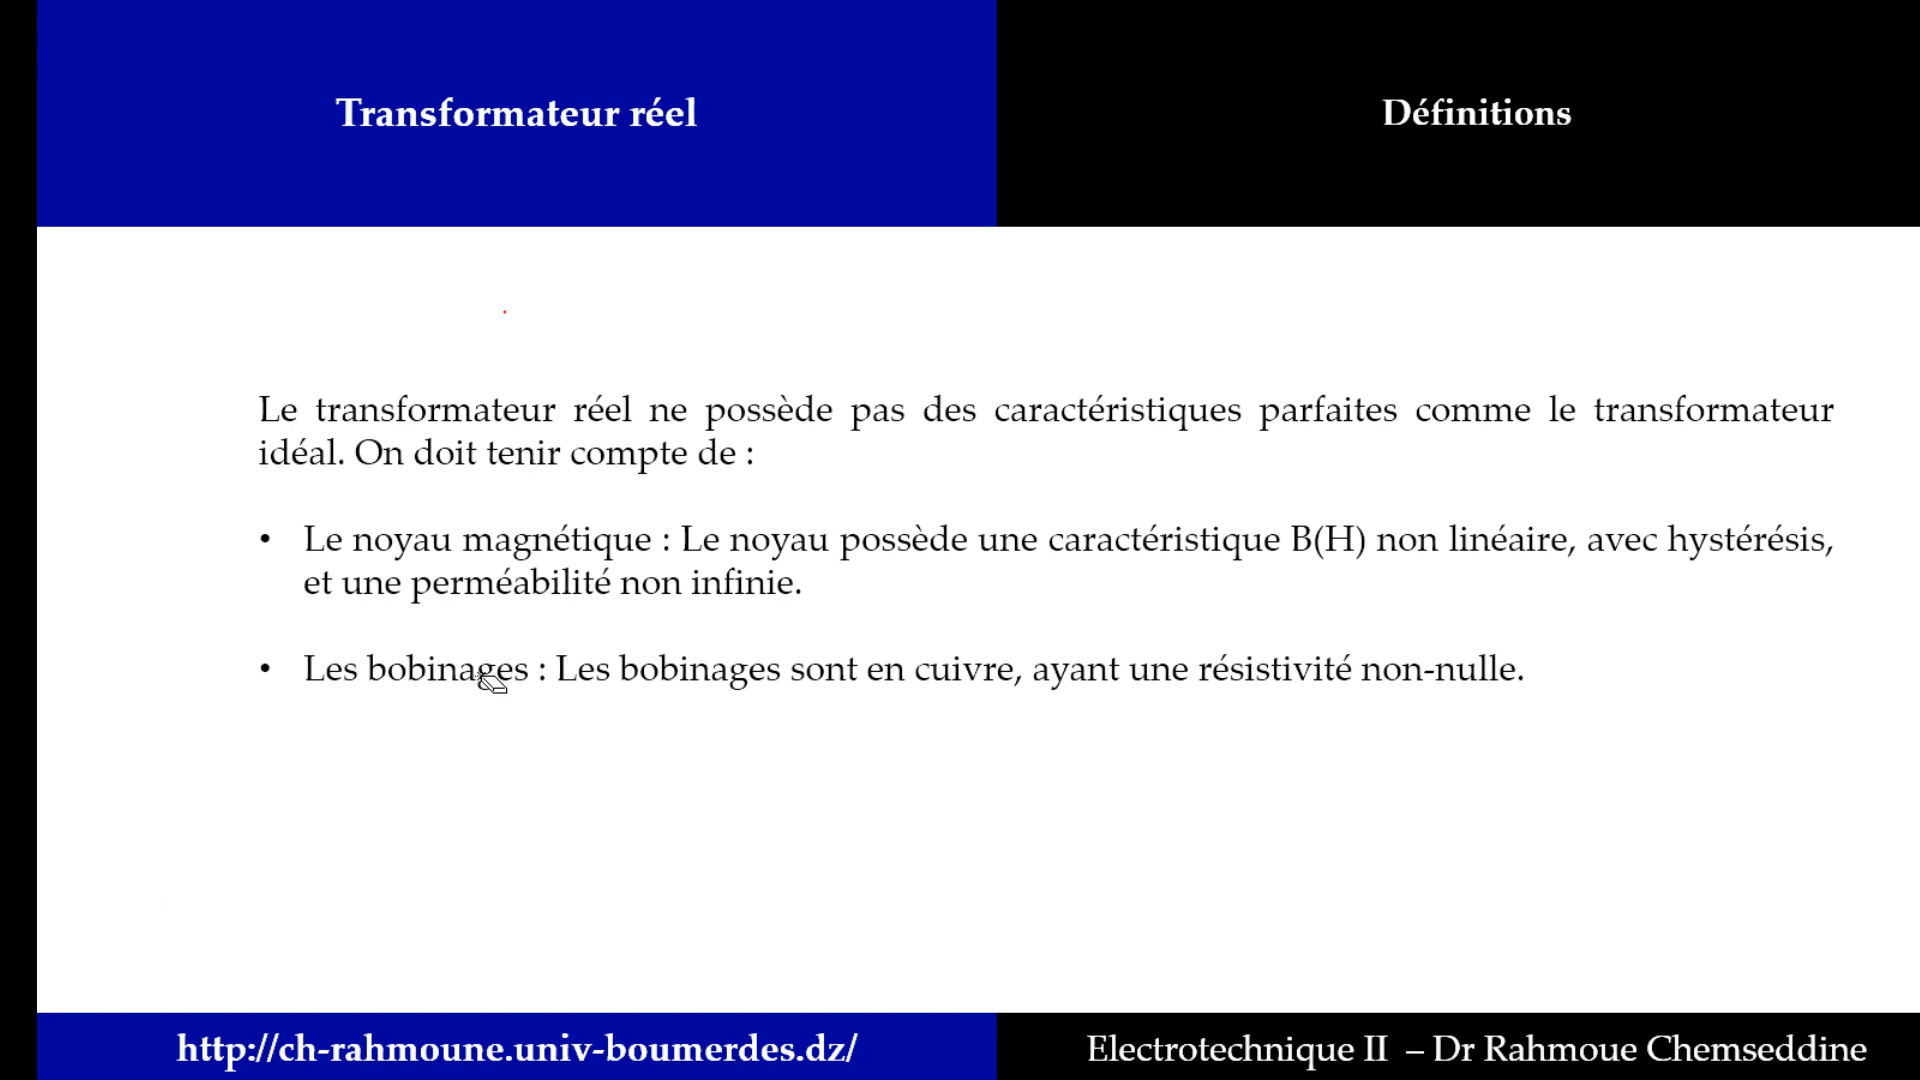 Transformateur réel
Définitions
Le transformateur réel ne possède pas des caractéristiques parfaites comme le transformateur
idéal. On doit tenir compte de :
• Le noyau magnétique : Le noyau possède une caractéristique B(H) non linéaire, avec hystérésis,
et une perméabilité non infinie.
• Les bobinages : Les bobinages sont en cuivre, ayant une résistivité non-nulle.
http://ch-rahmoune.univ-boumerdes.dz/
Electrotechnique II – Dr Rahmoue Chemseddine